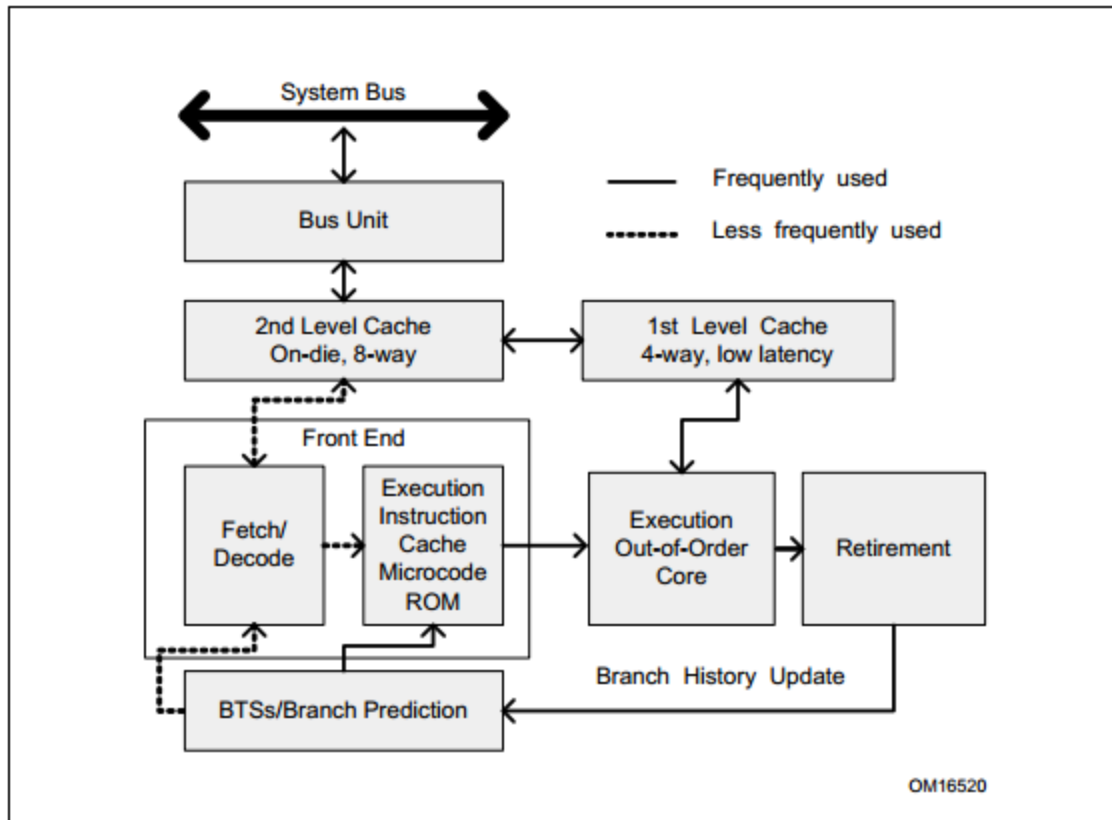 System Bus
Frequently used
Bus Unit
Less frequently used
2nd Level Cache
On-die, 8-way
1st Level Cache
4-way, low latency
Front End
Fetch/
Decode
Execution
Instruction
Cache
Microcode
ROM
Execution
Out-of-Order
Core
Retirement
Branch History Update
BTSs/Branch Prediction
OM16520